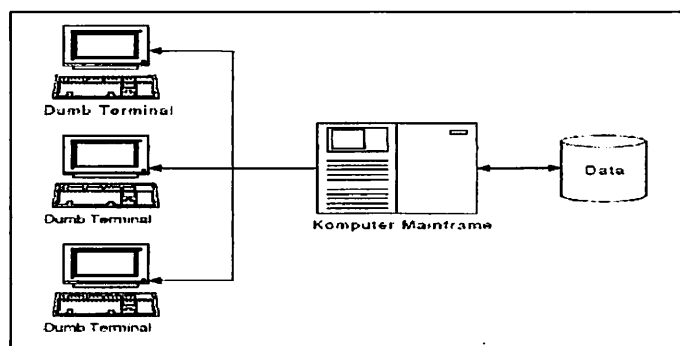 Dumb Terminal
Dumb Terminal
Dumb Terminal
Komputer Mainframe
Data